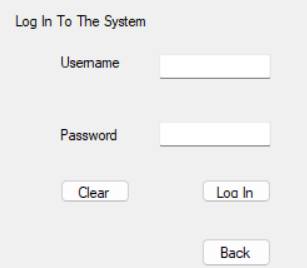 Log In To The System
Username
Password
Clear Log In
Back